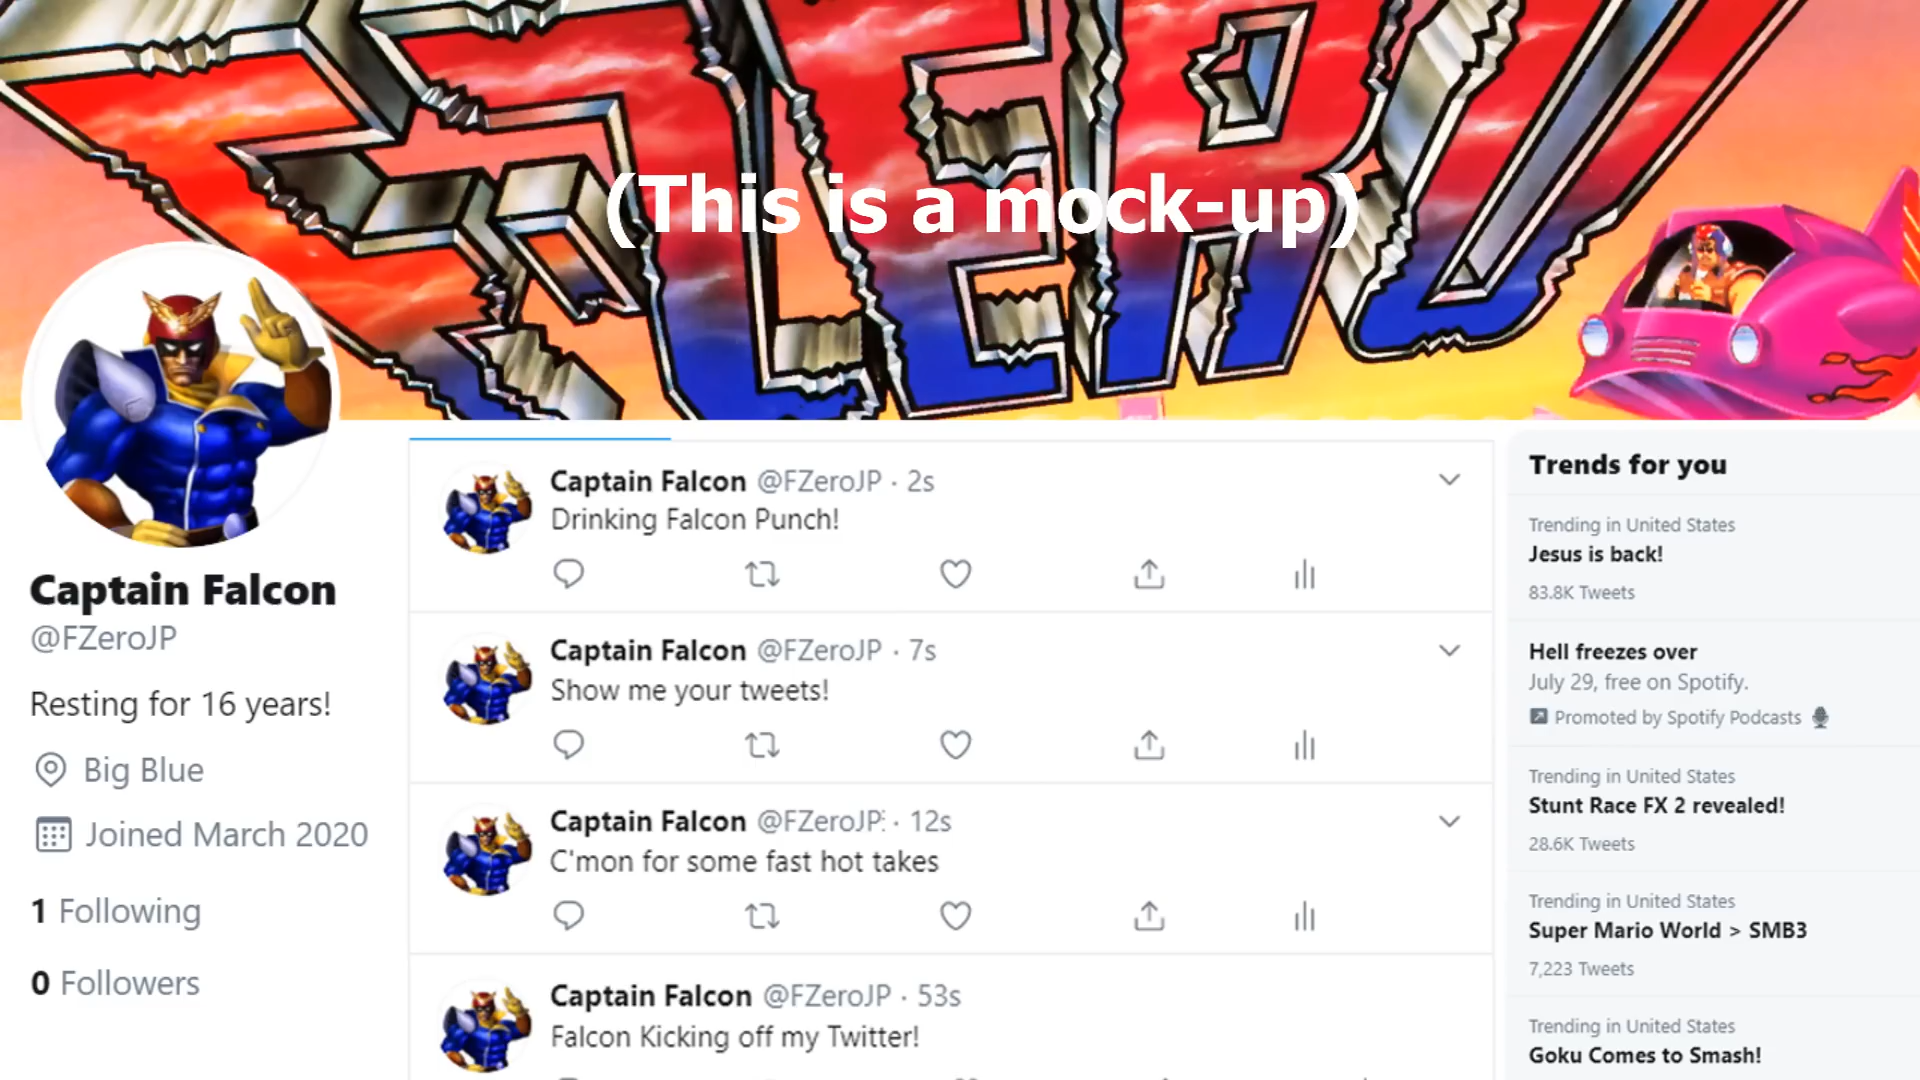 F-ZERO
(This is a mock-up)
Captain Falcon
@FZeroJP
Resting for 16 years!
Big Blue
Joined March 2020
1 Following
0 Followers
Captain Falcon @FZeroJP · 2s
Drinking Falcon Punch!
Captain Falcon @FZeroJP · 7s
Show me your tweets!
Captain Falcon @FZeroJP · 12s
C'mon for some fast hot takes
Captain Falcon @FZeroJP · 53s
Falcon Kicking off my Twitter!
Trends for you
Trending in United States
Jesus is back!
83.8K Tweets
Hell freezes over
July 29, free on Spotify.
Promoted by Spotify Podcasts
Trending in United States
Stunt Race FX 2 revealed!
28.6K Tweets
Trending in United States
Super Mario World > SMB3
7,223 Tweets
Trending in United States
Goku Comes to Smash!